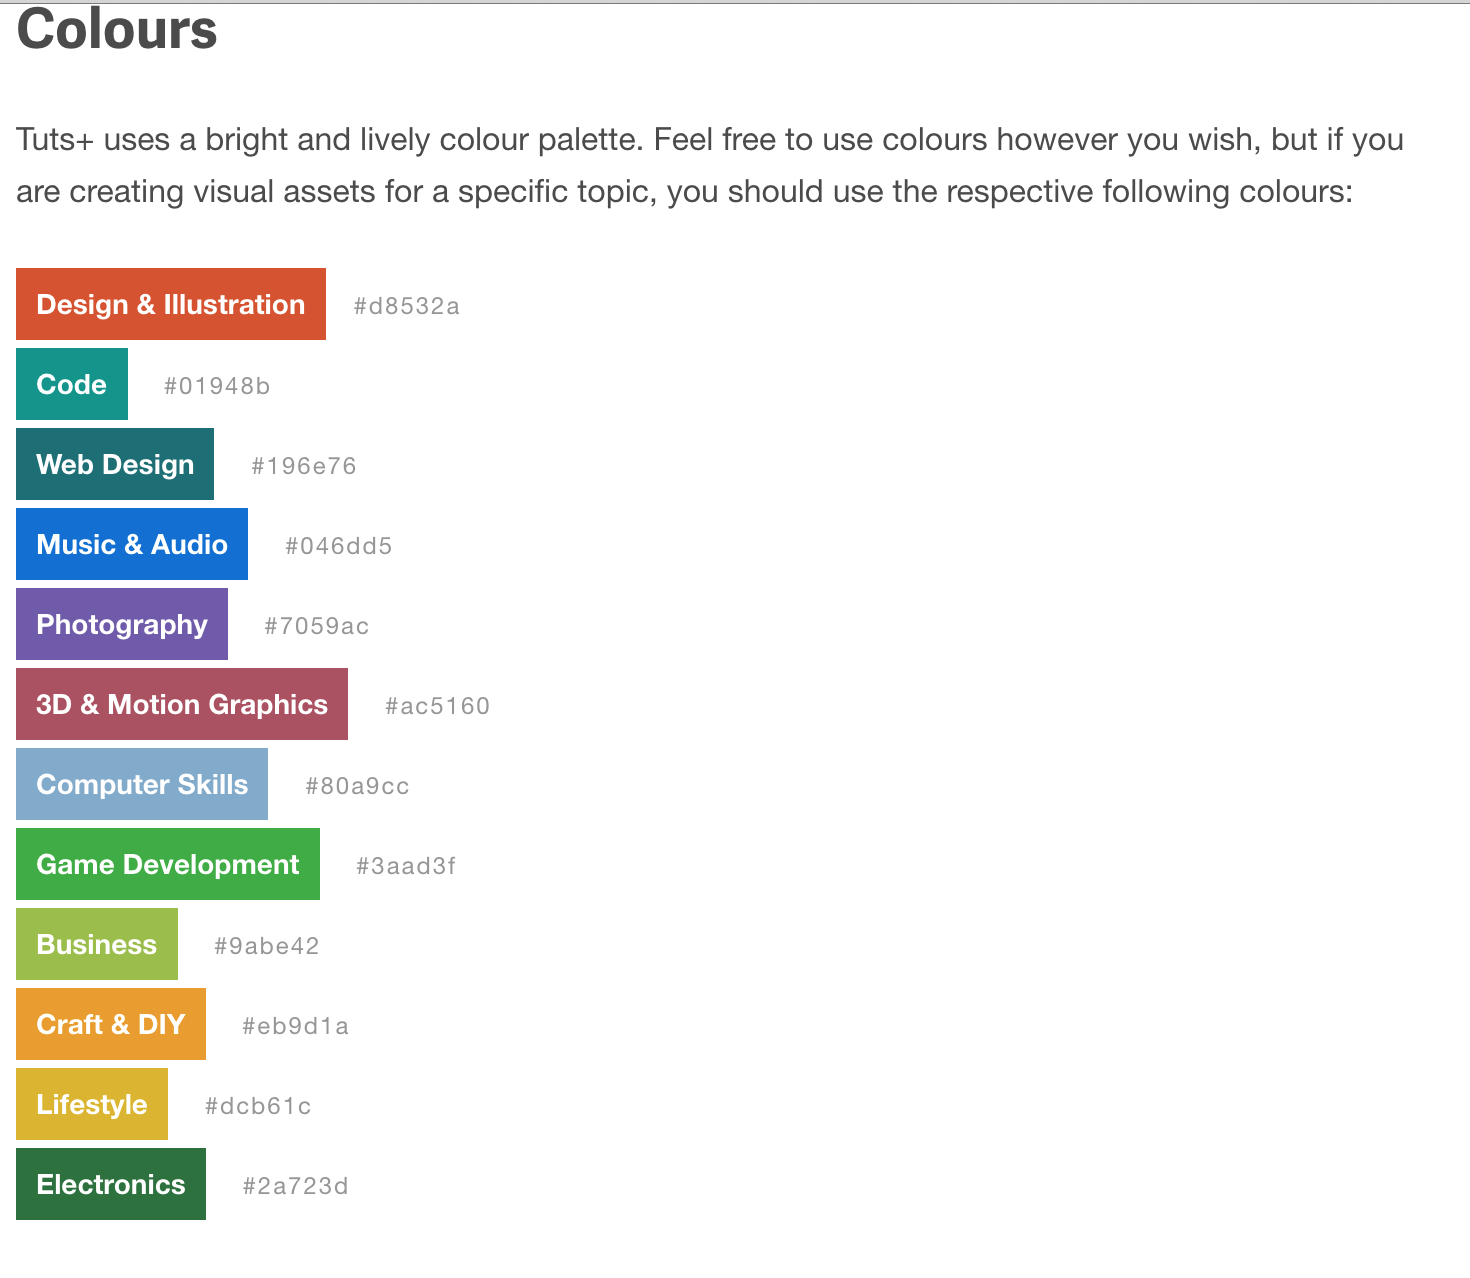 Colours
Tuts+ uses a bright and lively colour palette. Feel free to use colours however you wish, but if you
are creating visual assets for a specific topic, you should use the respective following colours:
Design & Illustration #d8532a
Code #01948b
Web Design #196e76
Music & Audio #046dd5
Photography #7059ac
3D & Motion Graphics #ac5160
Computer Skills #80a9cc
Game Development #3aad3f
Business #9abe42
Craft & DIY #eb9d1a
Lifestyle #dcb61c
Electronics #2a723d